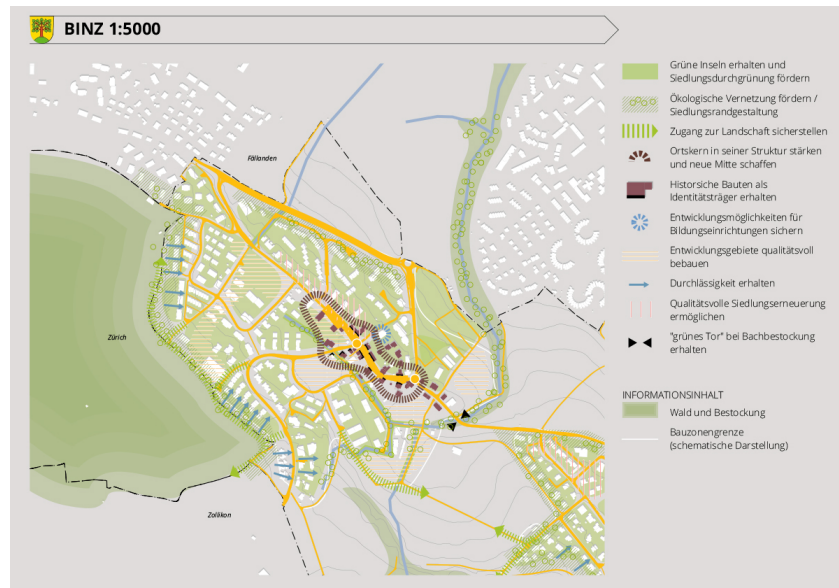 BINZ 1:5000
Grüne Inseln erhalten und
Siedlungsdurchgrünung fördern
Ökologische Vernetzung fördern /
Siedlungsrandgestaltung
Zugang zur Landschaft sicherstellen
Ortskern in seiner Struktur stärken
und neue Mitte schaffen
Historsiche Bauten als
Identitätsträger erhalten
Entwicklungsmöglichkeiten für
Bildungseinrichtungen sichern
Entwicklungsgebiete qualitätsvoll
bebauen
Durchlässigkeit erhalten
Qualitätsvolle Siedlungserneuerung
ermöglichen
"grünes Tor" bei Bachbestockung
erhalten
INFORMATIONSINHALT
Wald und Bestockung
Bauzonengrenze
(schematische Darstellung)
Fällanden
Zürich
Zollikon